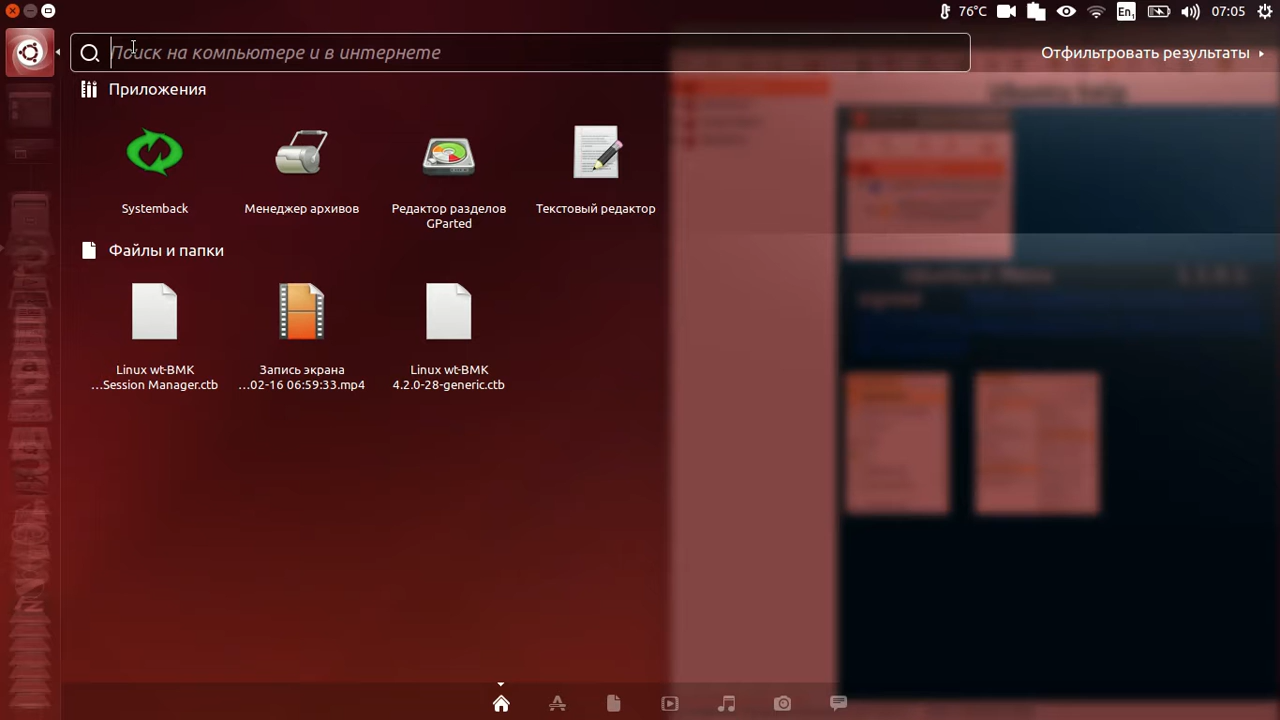 76°C
En₁
07:05
Поиск на компьютере и в интернете
Отфильтровать результаты
Приложения
Systemback
Менеджер архивов
Редактор разделов
GParted
Текстовый редактор
Файлы и папки
Linux wt-BMK
...Session Manager.ctb
Запись экрана
...02-16 06:59:33.mp4
Linux wt-BMK
4.2.0-28-generic.ctb